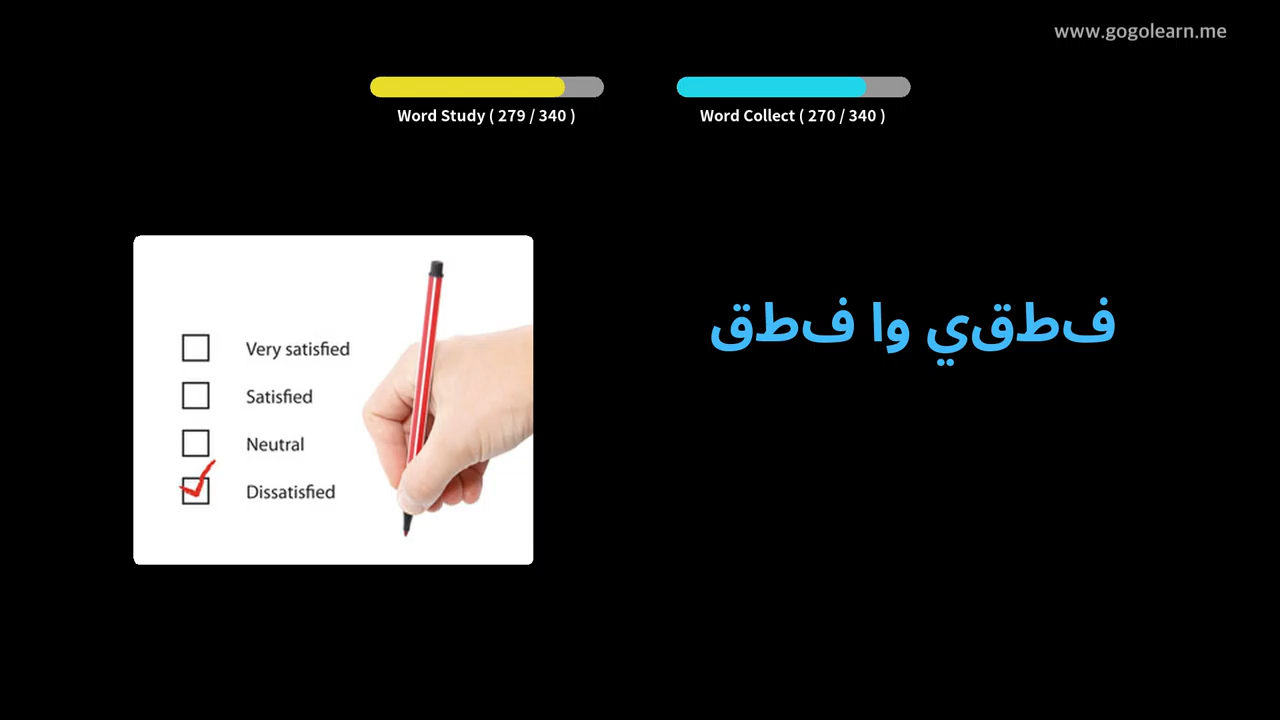 www.gogolearn.me
Word Study ( 279 / 340 )
Word Collect ( 270 / 340 )
Very satisfied
Satisfied
Neutral
Dissatisfied
فطقي وا فطق